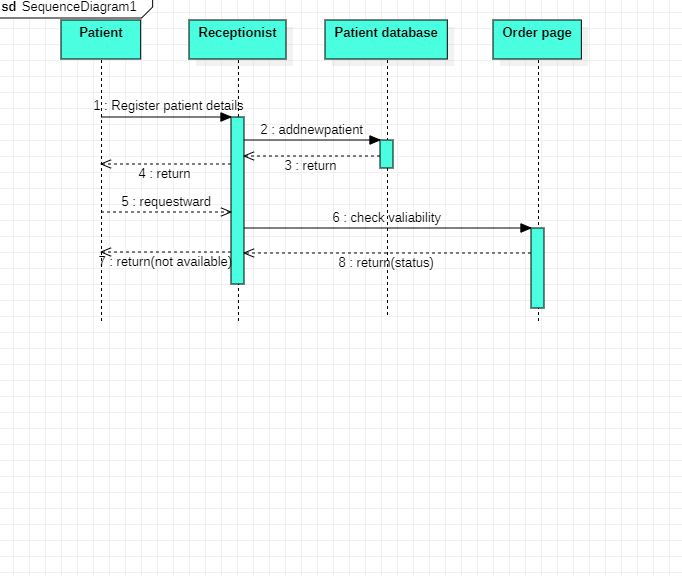 sd SequenceDiagram1
Patient
Receptionist
Patient database
Order page
1 : Register patient details
2 : addnewpatient
3 : return
4 : return
5 : requestward
6 : check valiability
7 : return(not available)
8 : return(status)